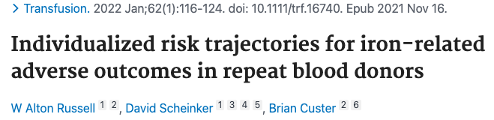 > Transfusion. 2022 Jan;62(1):116-124. doi: 10.1111/trf.16740. Epub 2021 Nov 16.
Individualized risk trajectories for iron-related
adverse outcomes in repeat blood donors
W Alton Russell 1 2, David Scheinker 1 3 4 5, Brian Custer 2 6